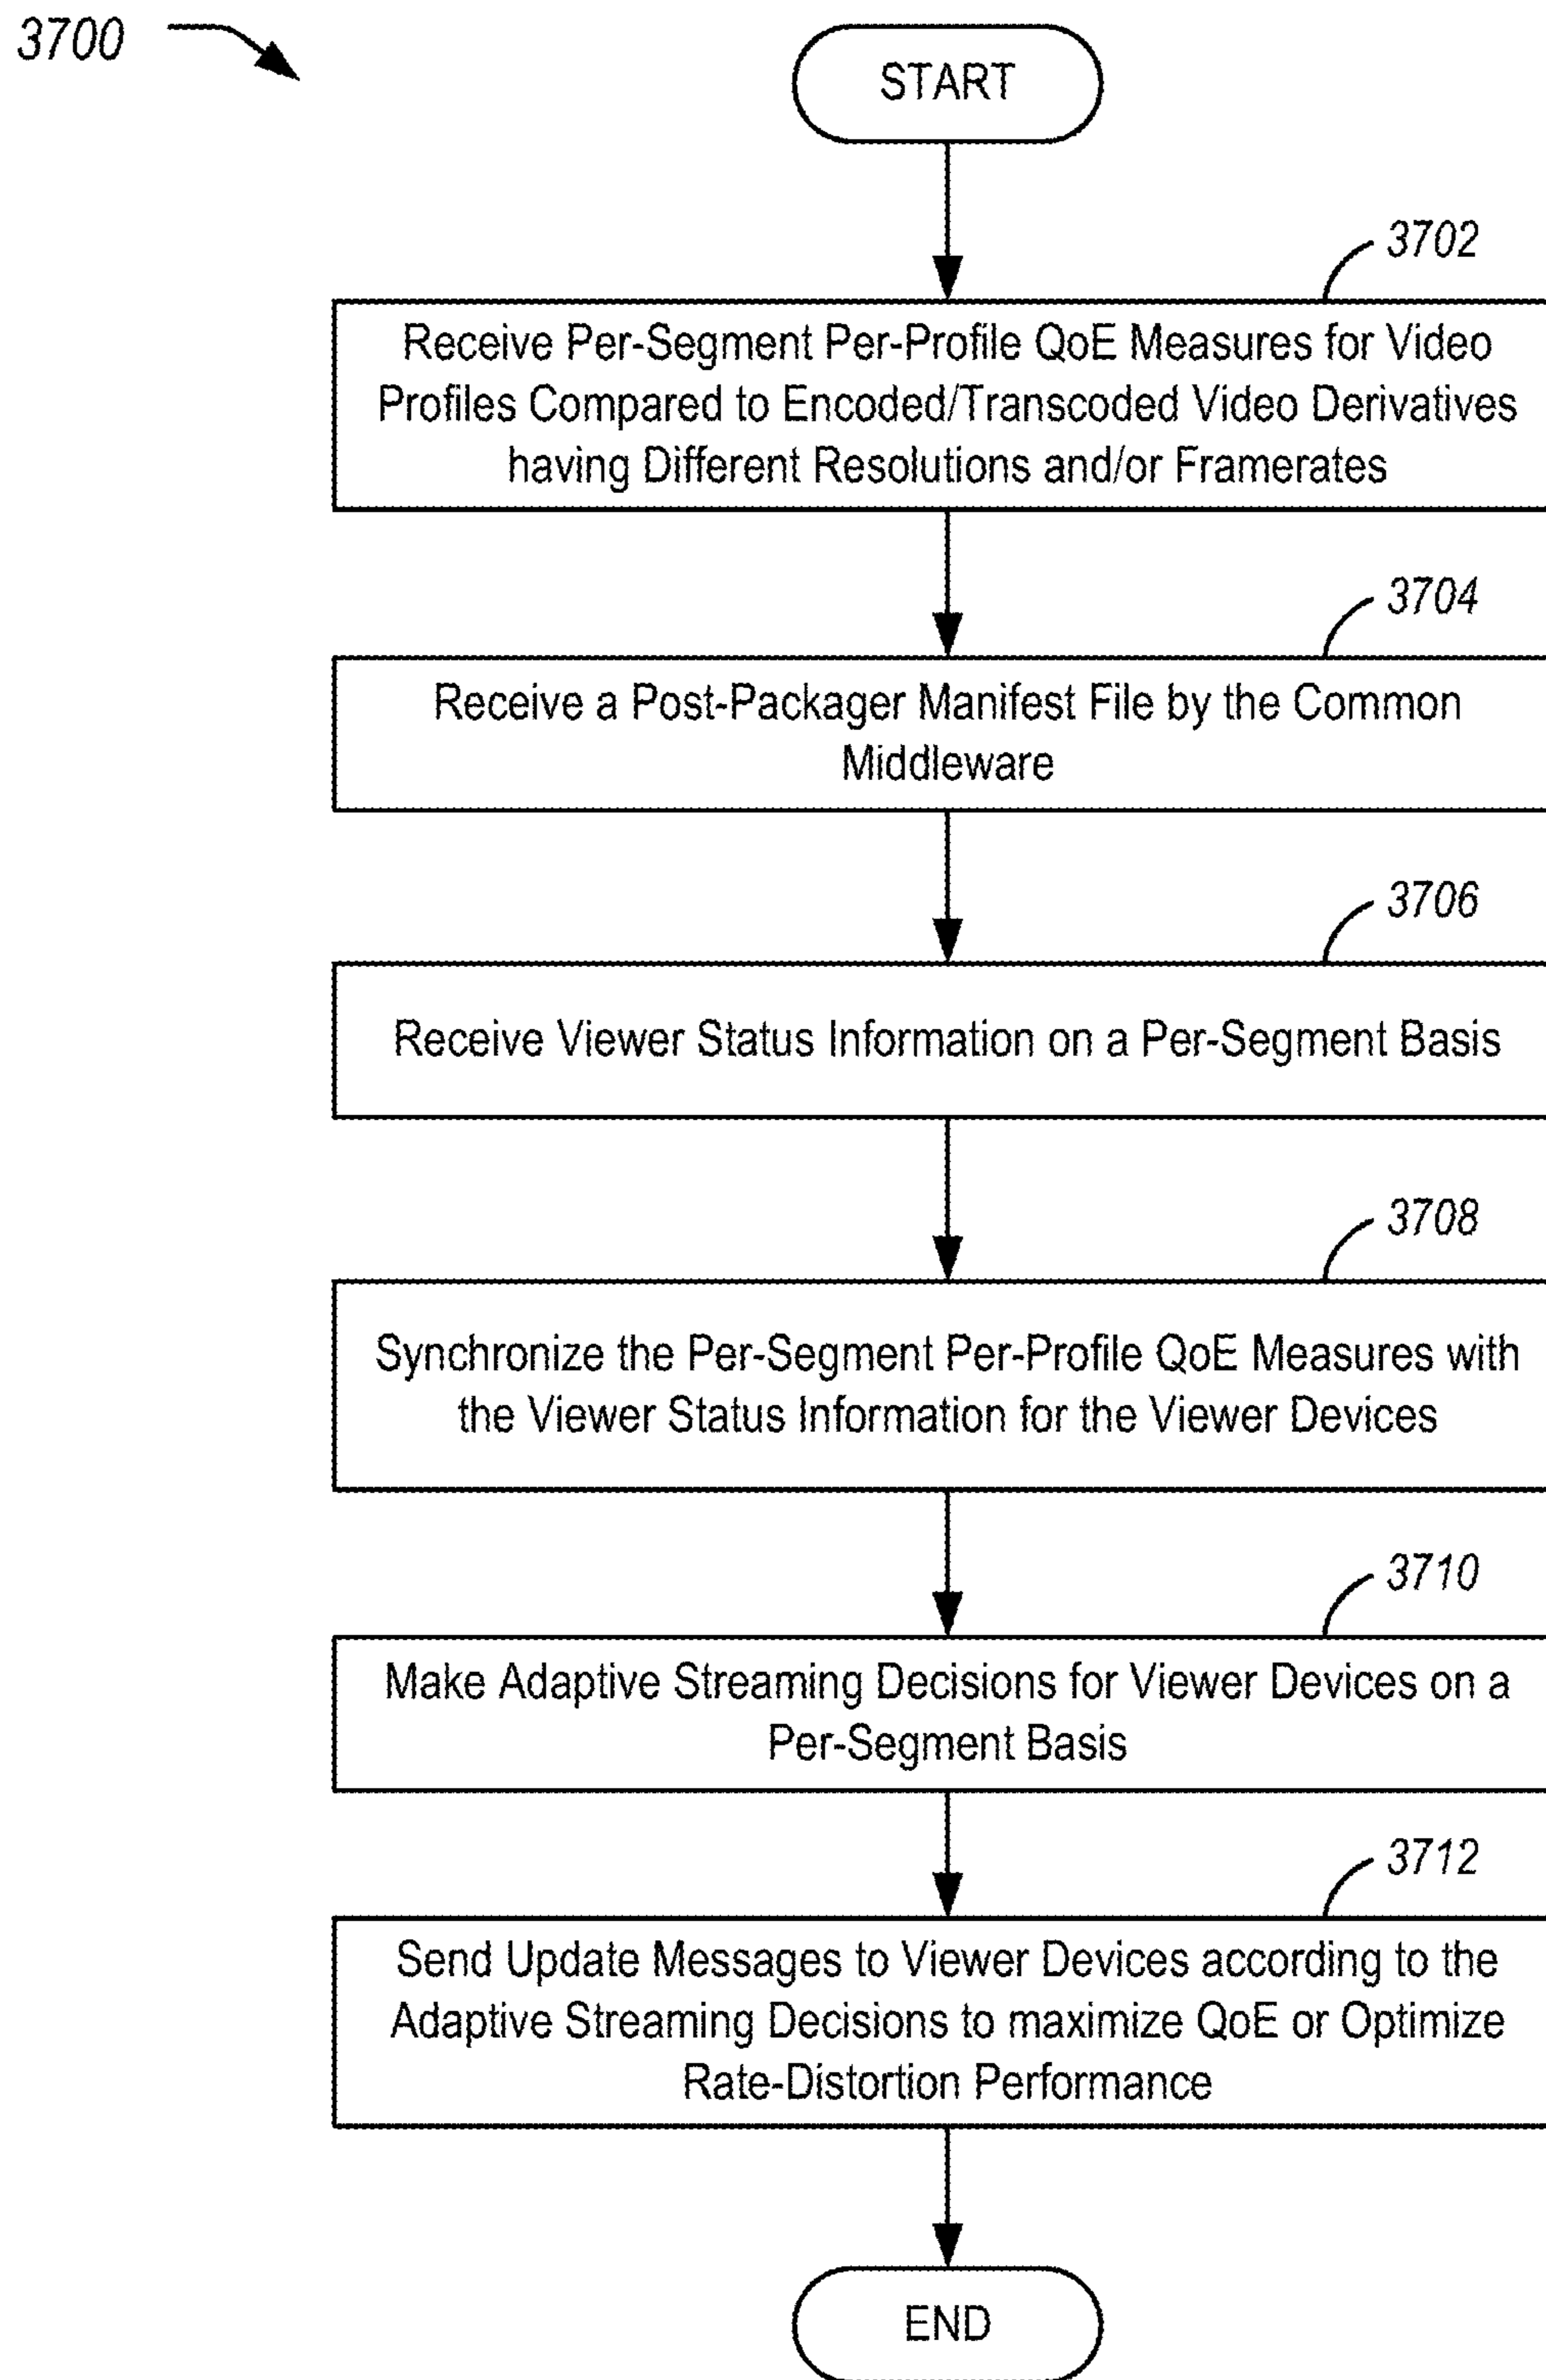 3700
START
3702
Receive Per-Segment Per-Profile QoE Measures for Video
Profiles Compared to Encoded/Transcoded Video Derivatives
having Different Resolutions and/or Framerates
3704
Receive a Post-Packager Manifest File by the Common
Middleware
3706
Receive Viewer Status Information on a Per-Segment Basis
3708
Synchronize the Per-Segment Per-Profile QoE Measures with
the Viewer Status Information for the Viewer Devices
3710
Make Adaptive Streaming Decisions for Viewer Devices on a
Per-Segment Basis
3712
Send Update Messages to Viewer Devices according to the
Adaptive Streaming Decisions to maximize QoE or Optimize
Rate-Distortion Performance
END